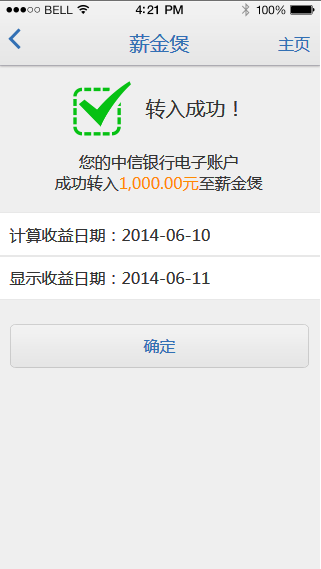 BELL 4:21 PM 100%
薪金煲 主页
转入成功！
您的中信银行电子账户
成功转入1,000.00元至薪金煲
计算收益日期：2014-06-10
显示收益日期：2014-06-11
确定